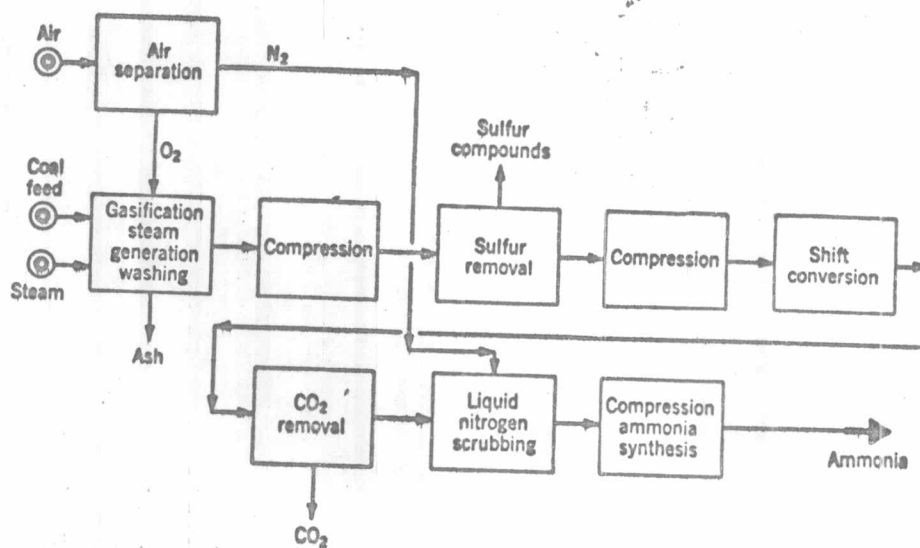 Air
Air
separation
N₂
O₂
Sulfur
compounds
Coal
feed
Steam
Gasification
steam
generation
washing
Compression
Sulfur
removal
Compression
Shift
conversion
Ash
CO₂
removal
Liquid
nitrogen
scrubbing
Compression
ammonia
synthesis
Ammonia
CO₂